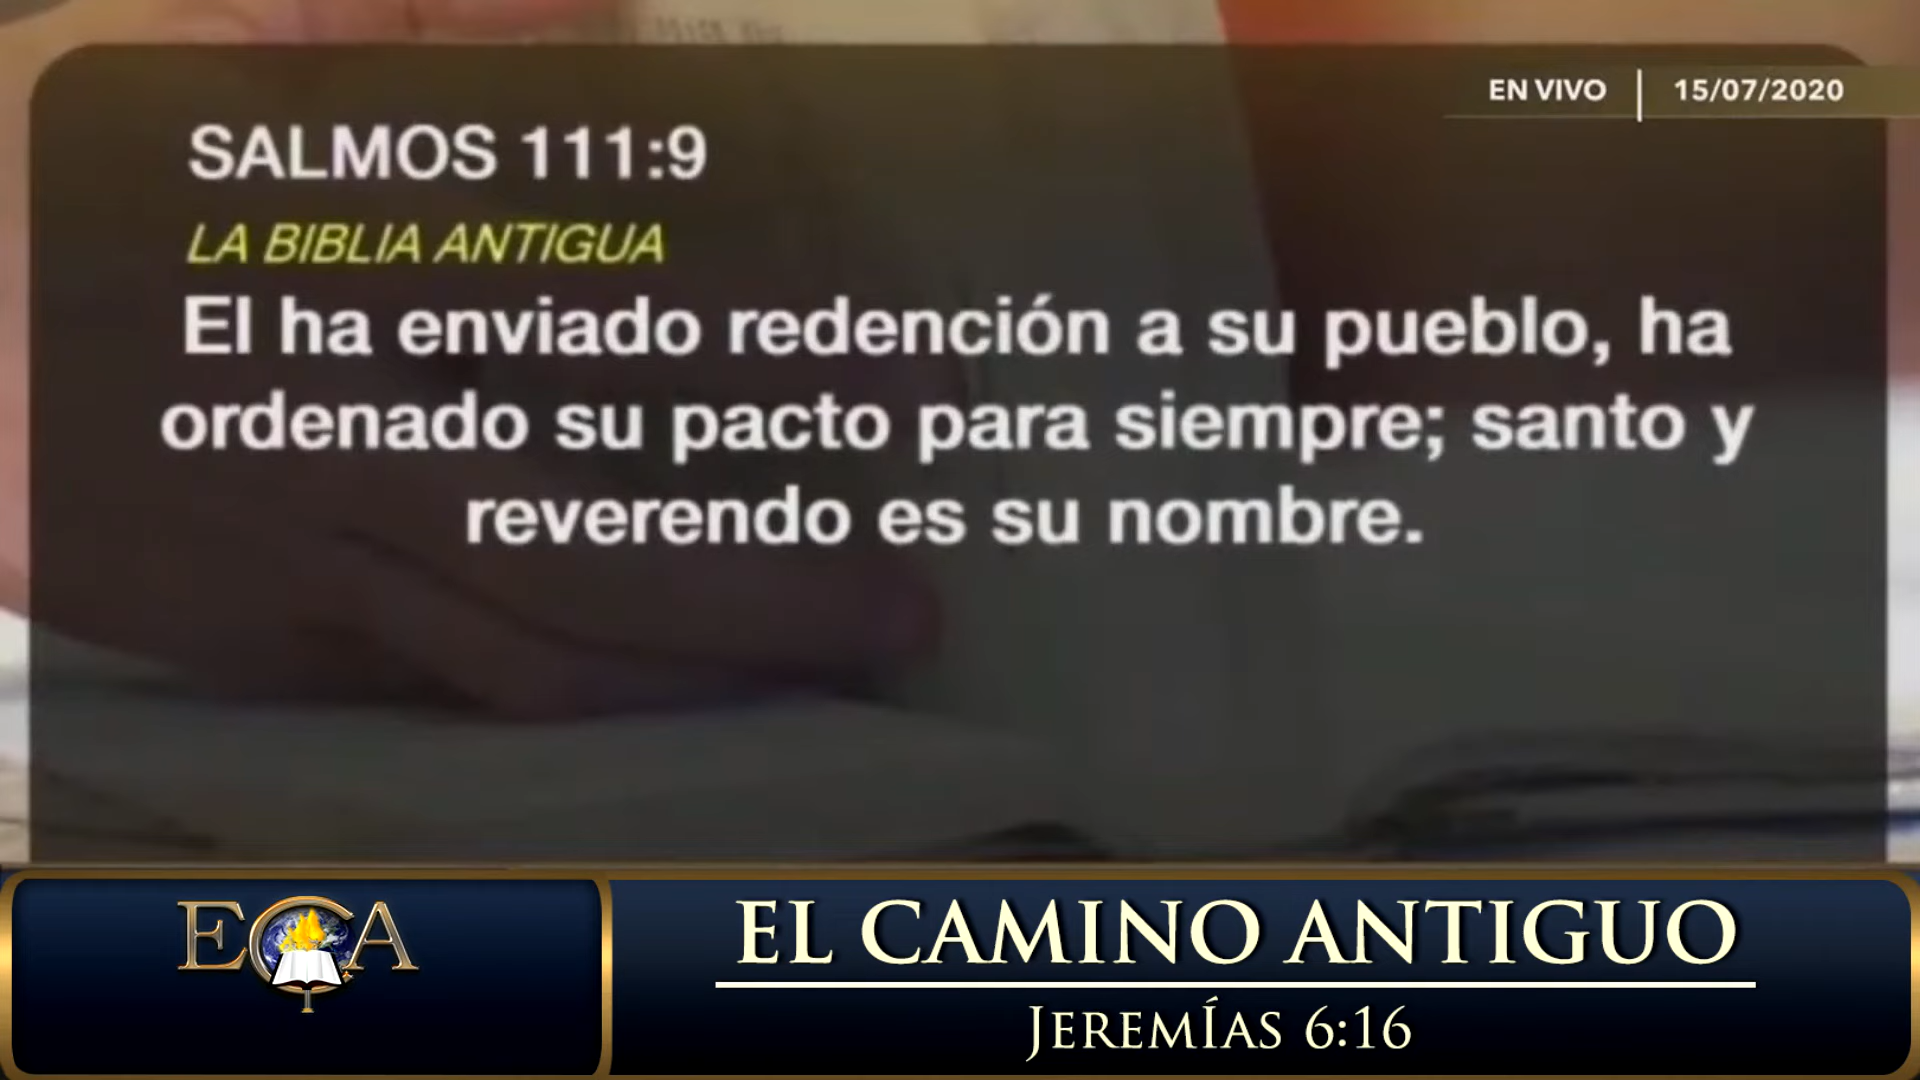 EN VIVO | 15/07/2020
SALMOS 111:9
LA BIBLIA ANTIGUA
El ha enviado redención a su pueblo, ha
ordenado su pacto para siempre; santo y
reverendo es su nombre.
ECA
EL CAMINO ANTIGUO
JEREMÍAS 6:16